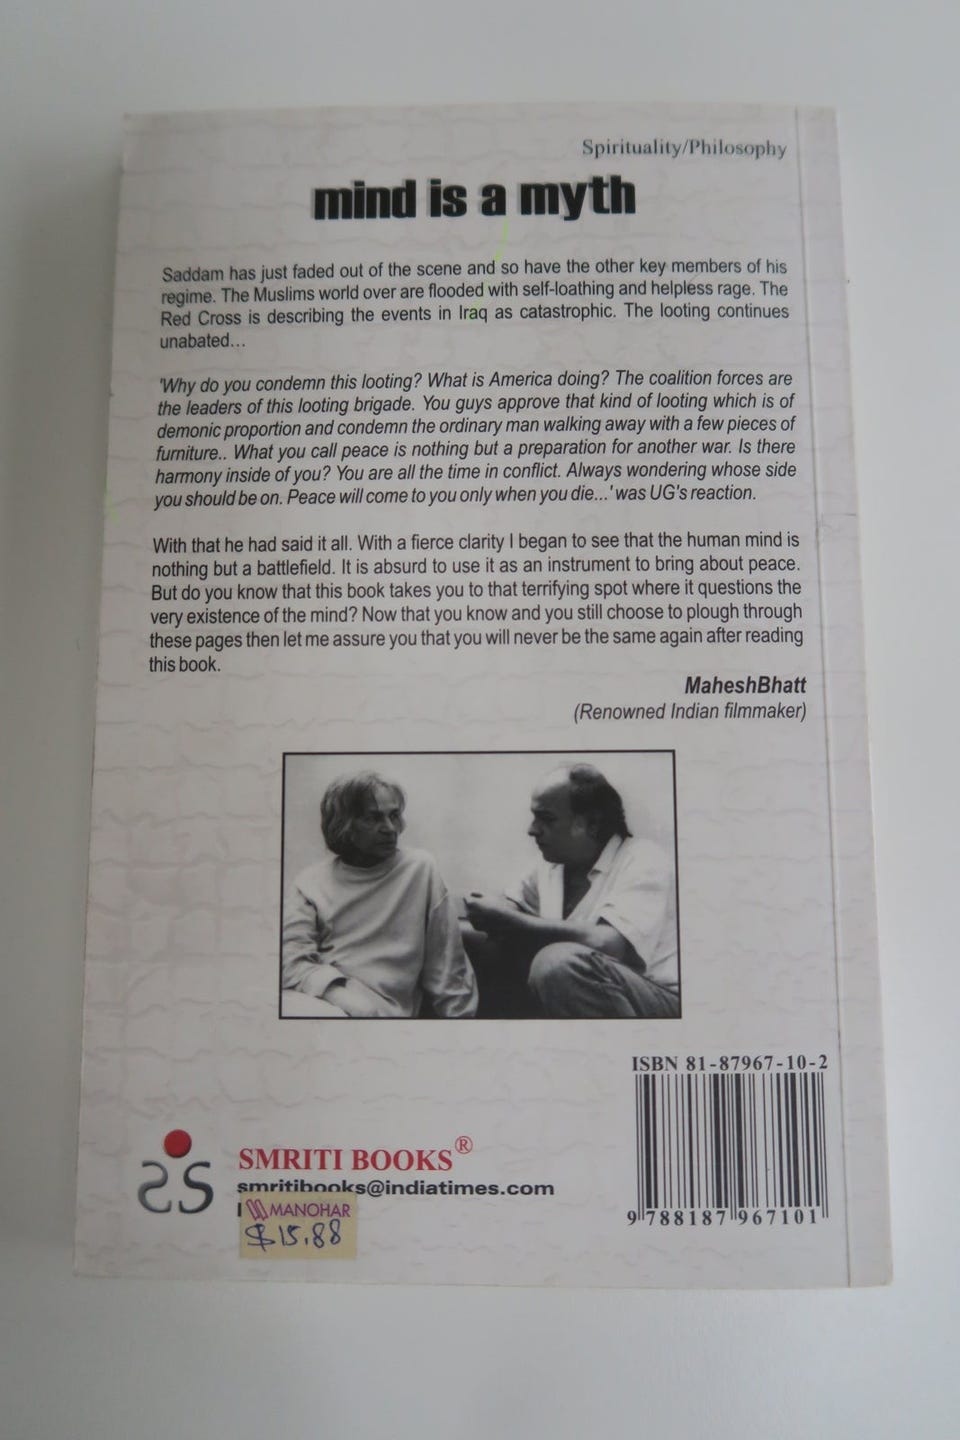 Spirituality/Philosophy
mind is a myth
Saddam has just faded out of the scene and so have the other key members of his
regime. The Muslims world over are flooded with self-loathing and helpless rage. The
Red Cross is describing the events in Iraq as catastrophic. The looting continues
unabated...
'Why do you condemn this looting? What is America doing? The coalition forces are
the leaders of this looting brigade. You guys approve that kind of looting which is of
demonic proportion and condemn the ordinary man walking away with a few pieces of
furniture.. What you call peace is nothing but a preparation for another war. Is there
harmony inside of you? You are all the time in conflict. Always wondering whose side
you should be on. Peace will come to you only when you die...' was UG's reaction.
With that he had said it all. With a fierce clarity I began to see that the human mind is
nothing but a battlefield. It is absurd to use it as an instrument to bring about peace.
But do you know that this book takes you to that terrifying spot where it questions the
very existence of the mind? Now that you know and you still choose to plough through
these pages then let me assure you that you will never be the same again after reading
this book.
MaheshBhatt
(Renowned Indian filmmaker)
ISBN 81-87967-10-2
9 788187 967101
SMRITI BOOKS®
smritibooks@indiatimes.com
MANOHAR
$15.88